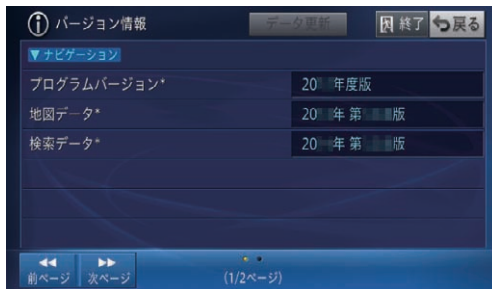 バージョン情報 データ更新 終了 戻る
▼ナビゲーション
プログラムバージョン* 20 年度版
地図データ* 20 年 第 版
検索データ* 20 年 第 版
前ページ 次ページ (1/2ページ)